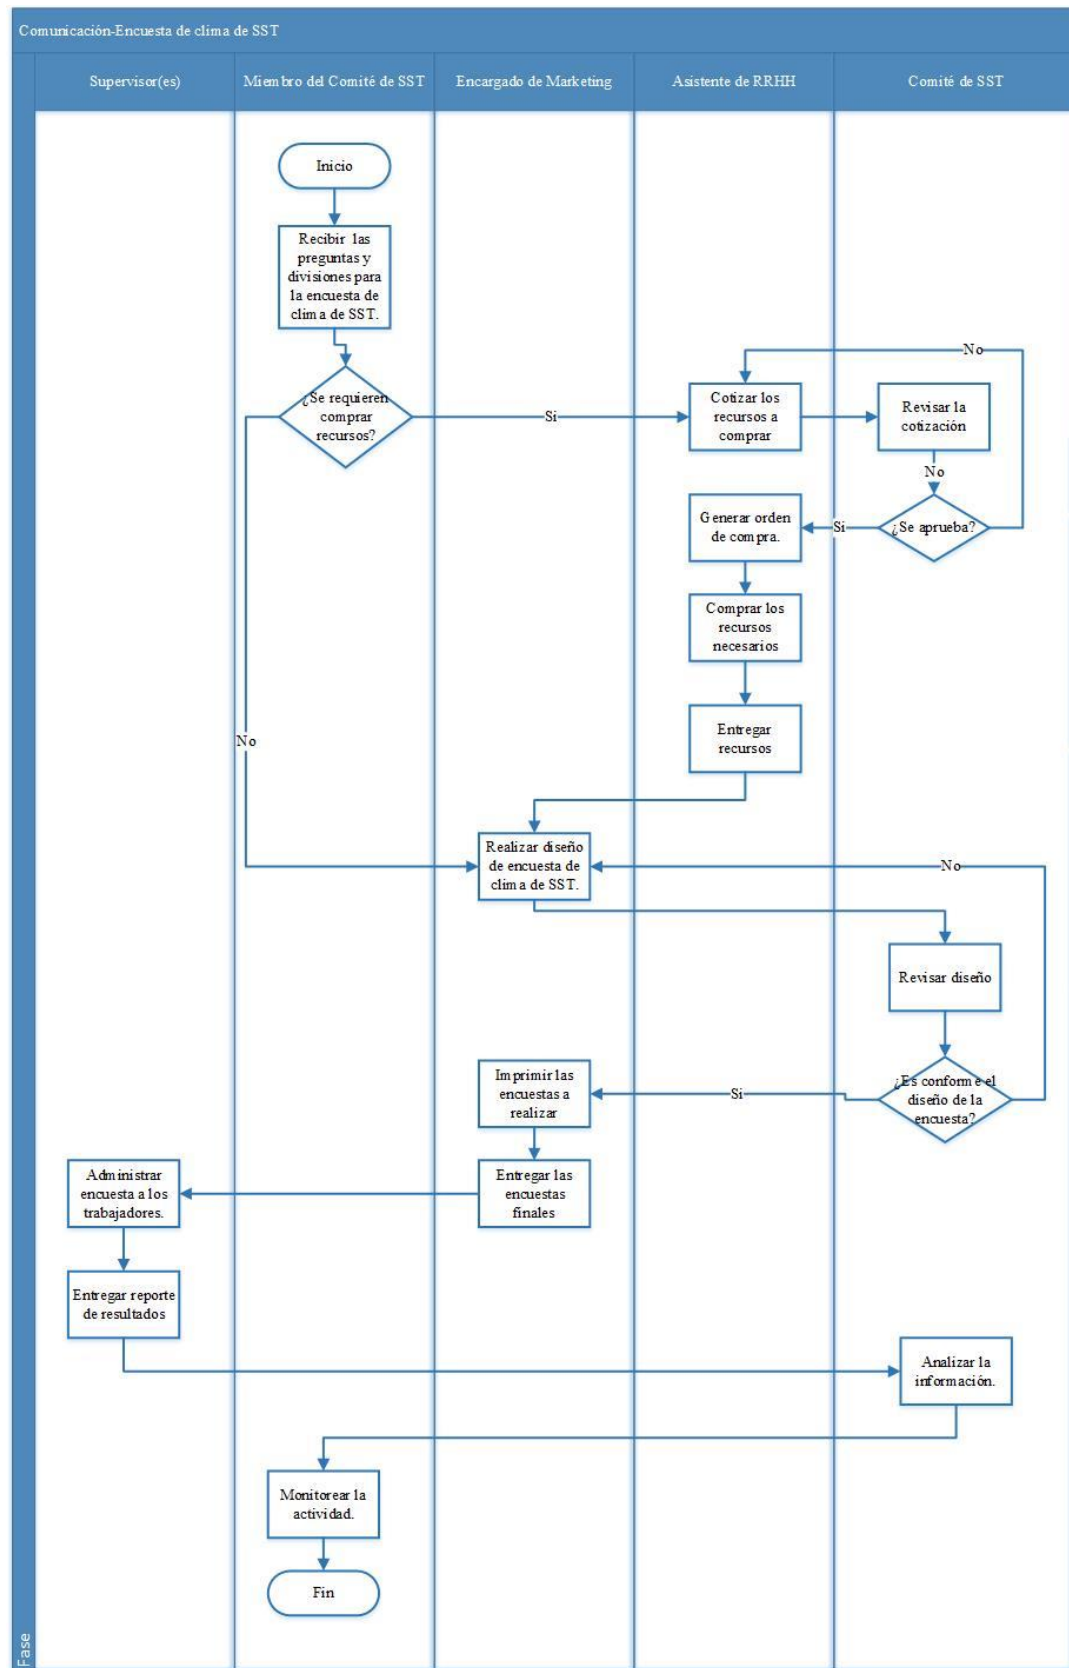 Comunicación-Encuesta de clima de SST
Supervisor(es)
Miembro del Comité de SST
Encargado de Marketing
Asistente de RRHH
Comité de SST
Inicio
Recibir las
preguntas y
divisiones para
la encuesta de
clima de SST.
¿Se requieren
comprar
recursos?
Si
No
Cotizar los
recursos a
comprar
Revisar la
cotización
No
¿Se aprueba?
Si
Generar orden
de compra.
Comprar los
recursos
necesarios
Entregar
recursos
No
Realizar diseño
de encuesta de
clima de SST.
No
Revisar diseño
¿Es conforme el
diseño de la
encuesta?
Si
Imprimir las
encuestas a
realizar
Entregar las
encuestas
finales
Administrar
encuesta a los
trabajadores.
Entregar reporte
de resultados
Analizar la
información.
Monitorear la
actividad.
Fin
Fase